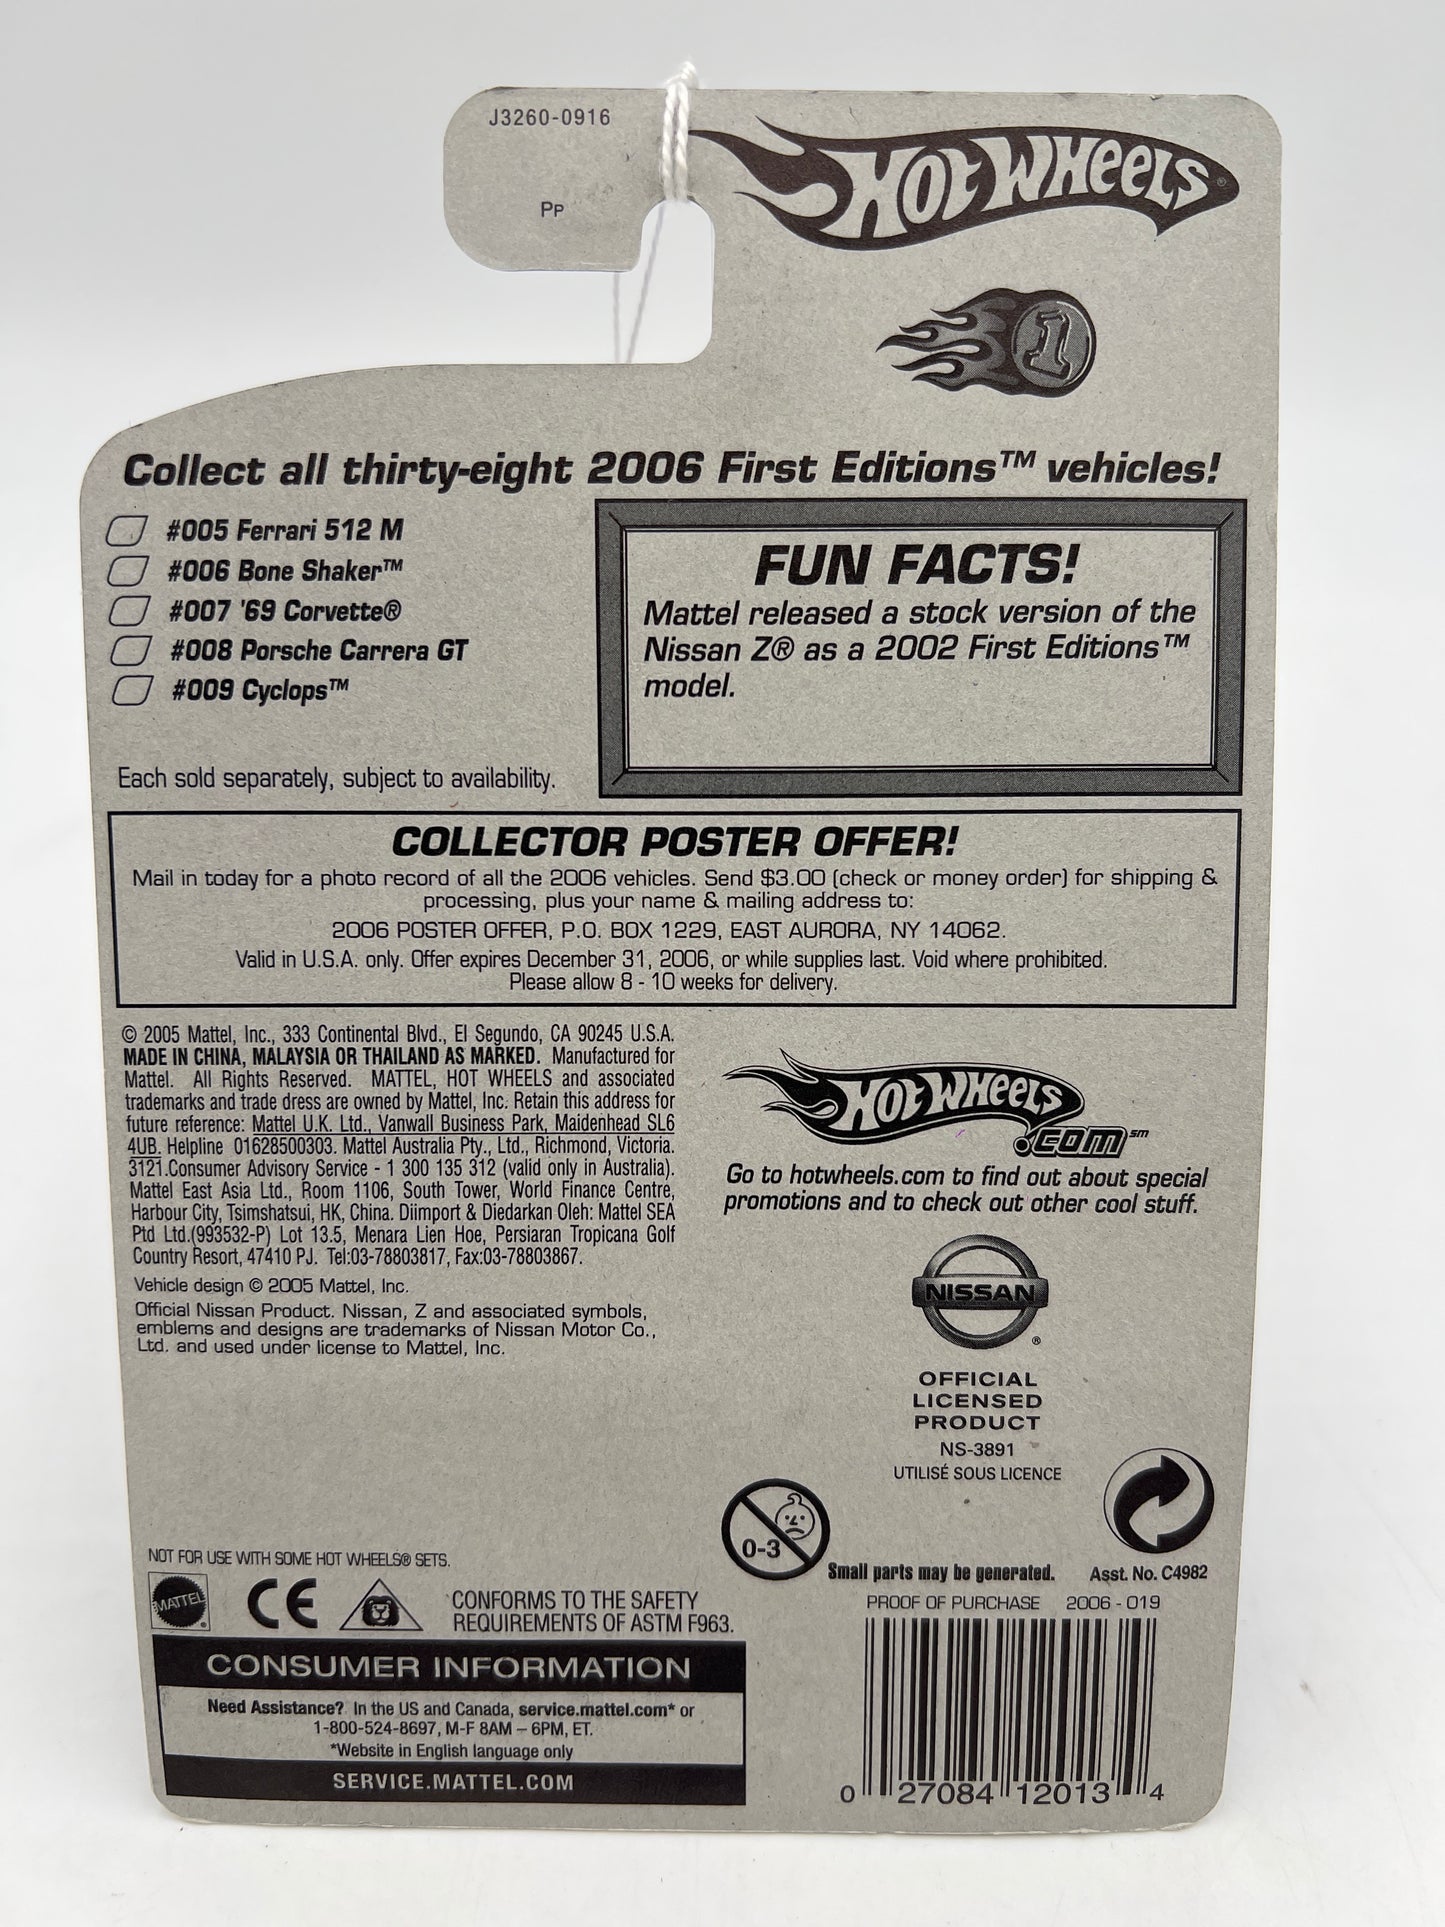 J3260-0916
PP
HOT WHEELS®
1
Collect all thirty-eight 2006 First Editions™ vehicles!
#005 Ferrari 512 M
#006 Bone Shaker™
#007 '69 Corvette®
#008 Porsche Carrera GT
#009 Cyclops™
Each sold separately, subject to availability.
FUN FACTS!
Mattel released a stock version of the
Nissan Z® as a 2002 First Editions™
model.
COLLECTOR POSTER OFFER!
Mail in today for a photo record of all the 2006 vehicles. Send $3.00 (check or money order) for shipping &
processing, plus your name & mailing address to:
2006 POSTER OFFER, P.O. BOX 1229, EAST AURORA, NY 14062.
Valid in U.S.A. only. Offer expires December 31, 2006, or while supplies last. Void where prohibited.
Please allow 8 - 10 weeks for delivery.
© 2005 Mattel, Inc., 333 Continental Blvd., El Segundo, CA 90245 U.S.A.
MADE IN CHINA, MALAYSIA OR THAILAND AS MARKED. Manufactured for
Mattel. All Rights Reserved. MATTEL, HOT WHEELS and associated
trademarks and trade dress are owned by Mattel, Inc. Retain this address for
future reference: Mattel U.K. Ltd., Vanwall Business Park, Maidenhead SL6
4UB. Helpline 01628500303. Mattel Australia Pty., Ltd., Richmond, Victoria.
3121.Consumer Advisory Service - 1 300 135 312 (valid only in Australia).
Mattel East Asia Ltd., Room 1106, South Tower, World Finance Centre,
Harbour City, Tsimshatsui, HK, China. Diimport & Diedarkan Oleh: Mattel SEA
Ptd Ltd.(993532-P) Lot 13.5, Menara Lien Hoe, Persiaran Tropicana Golf
Country Resort, 47410 PJ. Tel:03-78803817, Fax:03-78803867.
Vehicle design © 2005 Mattel, Inc.
Official Nissan Product. Nissan, Z and associated symbols,
emblems and designs are trademarks of Nissan Motor Co.,
Ltd. and used under license to Mattel, Inc.
HOT WHEELS
.COM℠
Go to hotwheels.com to find out about special
promotions and to check out other cool stuff.
NISSAN
®
OFFICIAL
LICENSED
PRODUCT
NS-3891
UTILISÉ SOUS LICENCE
0-3
Small parts may be generated.
Asst. No. C4982
NOT FOR USE WITH SOME HOT WHEELS® SETS.
MATTEL®
CE
CONFORMS TO THE SAFETY
REQUIREMENTS OF ASTM F963.
CONSUMER INFORMATION
Need Assistance? In the US and Canada, service.mattel.com* or
1-800-524-8697, M-F 8AM – 6PM, ET.
*Website in English language only
SERVICE.MATTEL.COM
PROOF OF PURCHASE 2006 - 019
0 27084 12013 4